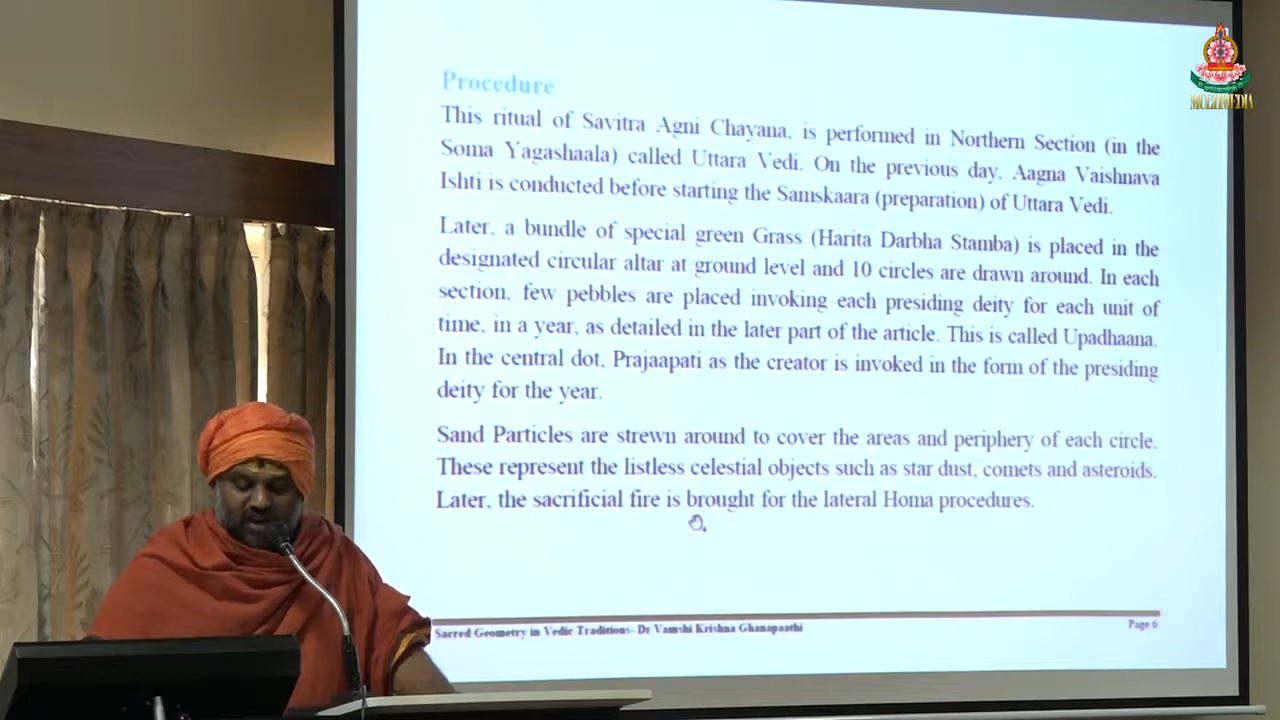 MULTIMEDIA
Procedure
This ritual of Savitra Agni Chayana, is performed in Northern Section (in the
Soma Yagashaala) called Uttara Vedi. On the previous day, Aagna Vaishnava
Ishti is conducted before starting the Samskaara (preparation) of Uttara Vedi.
Later, a bundle of special green Grass (Harita Darbha Stamba) is placed in the
designated circular altar at ground level and 10 circles are drawn around. In each
section, few pebbles are placed invoking each presiding deity for each unit of
time, in a year, as detailed in the later part of the article. This is called Upadhaana.
In the central dot, Prajaapati as the creator is invoked in the form of the presiding
deity for the year.
Sand Particles are strewn around to cover the areas and periphery of each circle.
These represent the listless celestial objects such as star dust, comets and asteroids.
Later, the sacrificial fire is brought for the lateral Homa procedures.
Sacred Geometry in Vedic Traditions- Dr Vamshi Krishna Ghanapaathi
Page 6